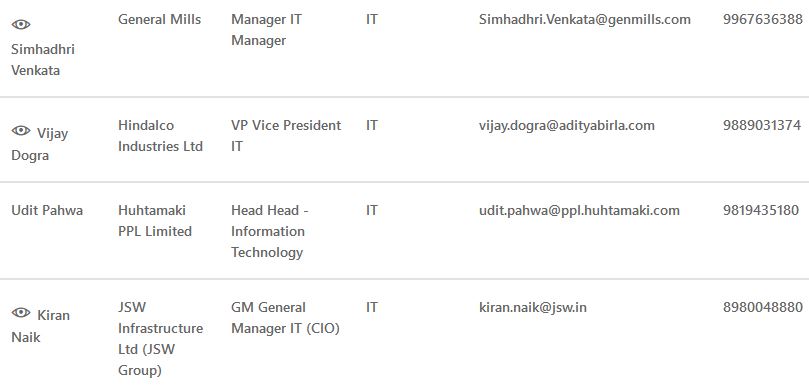 Simhadhri Venkata General Mills Manager IT Manager IT Simhadhri.Venkata@genmills.com 9967636388
Vijay Dogra Hindalco Industries Ltd VP Vice President IT IT vijay.dogra@adityabirla.com 9889031374
Udit Pahwa Huhtamaki PPL Limited Head Head - Information Technology IT udit.pahwa@ppl.huhtamaki.com 9819435180
Kiran Naik JSW Infrastructure Ltd (JSW Group) GM General Manager IT (CIO) IT kiran.naik@jsw.in 8980048880